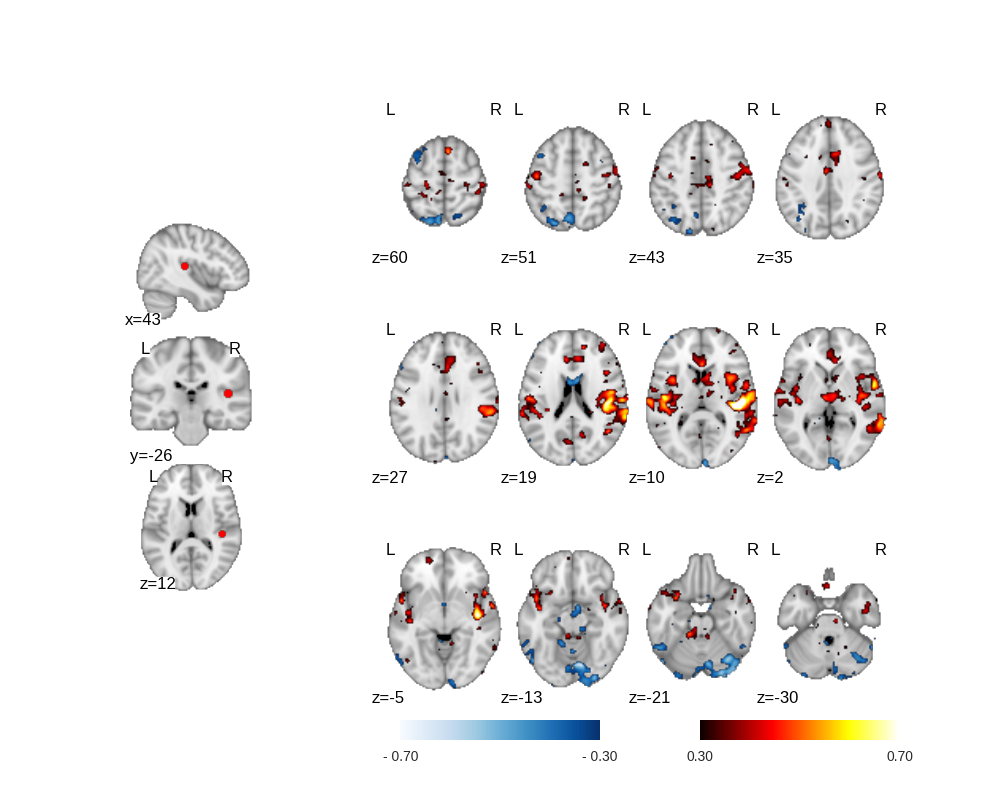 L R L R L R L R
z=60 z=51 z=43 z=35
x=43
L R
y=-26
L R
z=12
L R L R L R L R
z=27 z=19 z=10 z=2
L R L R L R L R
z=-5 z=-13 z=-21 z=-30
- 0.70 - 0.30 0.30 0.70